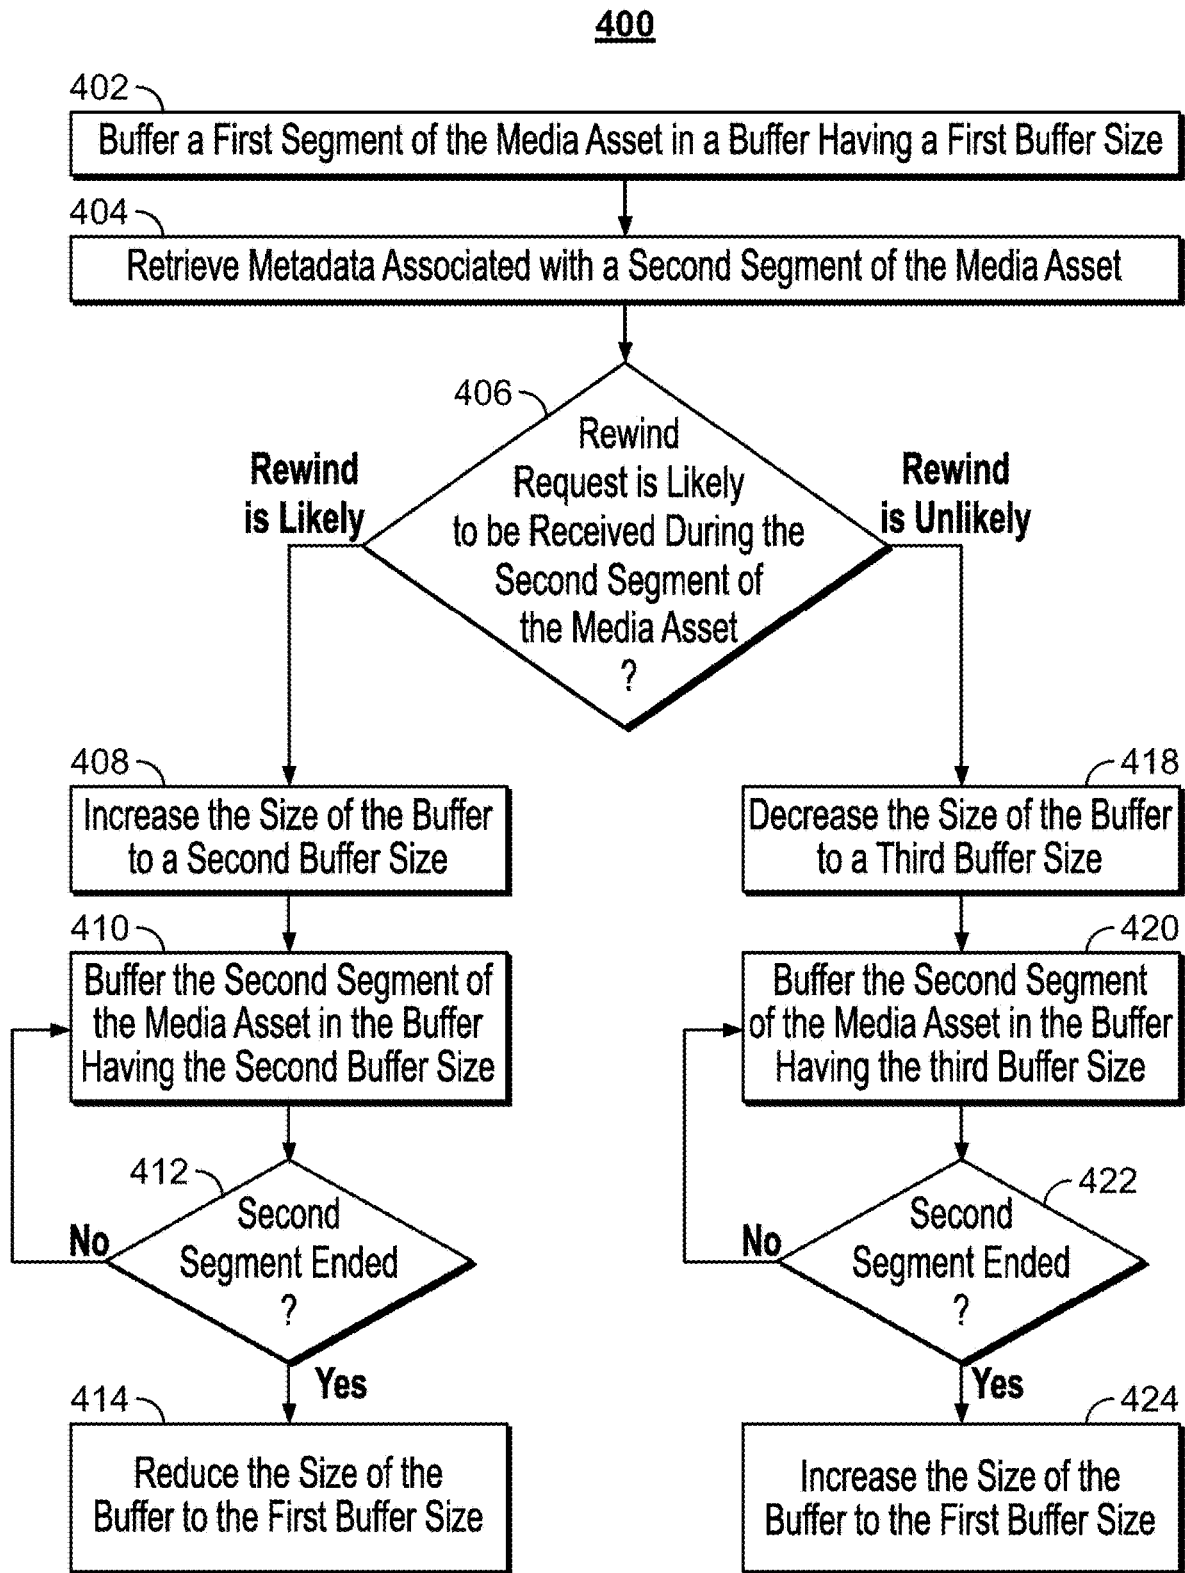 400
402
Buffer a First Segment of the Media Asset in a Buffer Having a First Buffer Size
404
Retrieve Metadata Associated with a Second Segment of the Media Asset
406
Rewind
Request is Likely
to be Received During the
Second Segment of
the Media Asset
?
Rewind
is Likely
Rewind
is Unlikely
408
Increase the Size of the Buffer
to a Second Buffer Size
410
Buffer the Second Segment of
the Media Asset in the Buffer
Having the Second Buffer Size
412
Second
Segment Ended
?
No
Yes
414
Reduce the Size of the
Buffer to the First Buffer Size
418
Decrease the Size of the Buffer
to a Third Buffer Size
420
Buffer the Second Segment
of the Media Asset in the Buffer
Having the third Buffer Size
422
Second
Segment Ended
?
No
Yes
424
Increase the Size of the
Buffer to the First Buffer Size